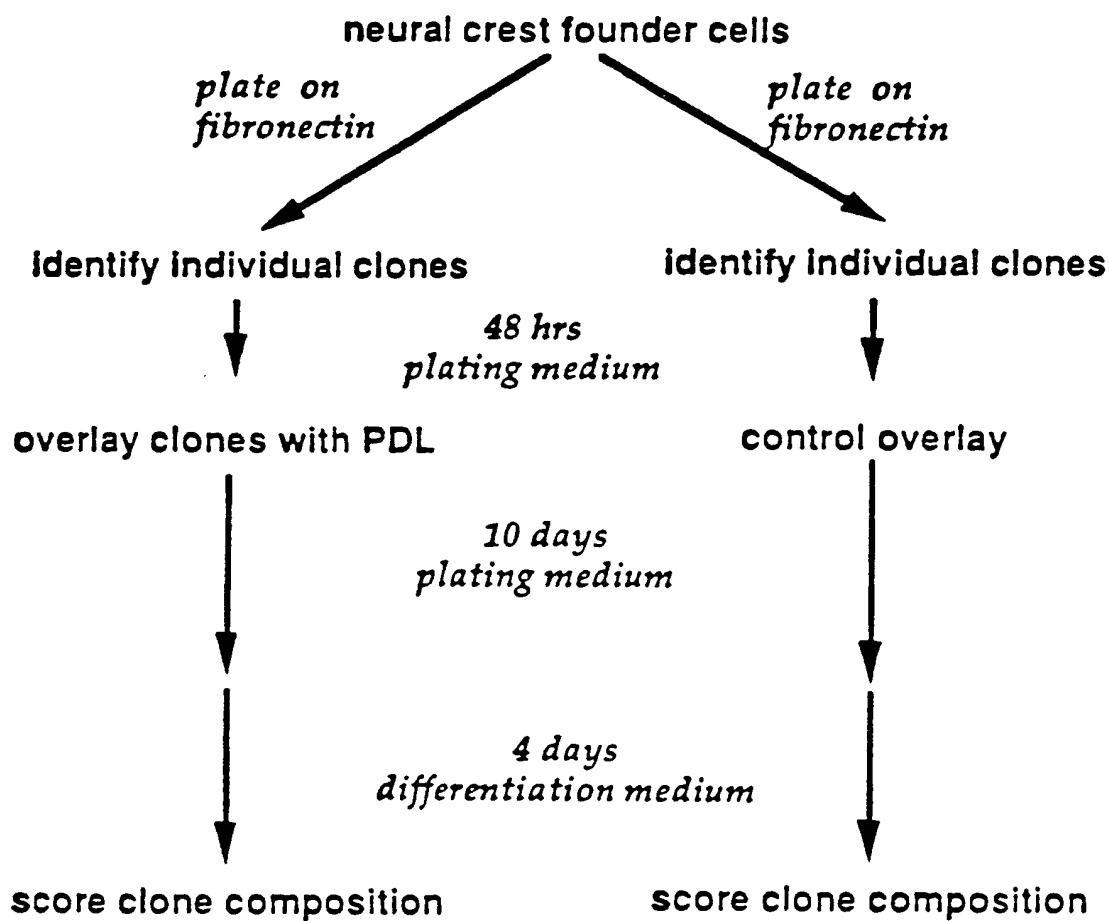 neural crest founder cells
plate on
fibronectin
plate on
fibronectin
identify individual clones
identify individual clones
48 hrs
plating medium
overlay clones with PDL
control overlay
10 days
plating medium
4 days
differentiation medium
score clone composition
score clone composition